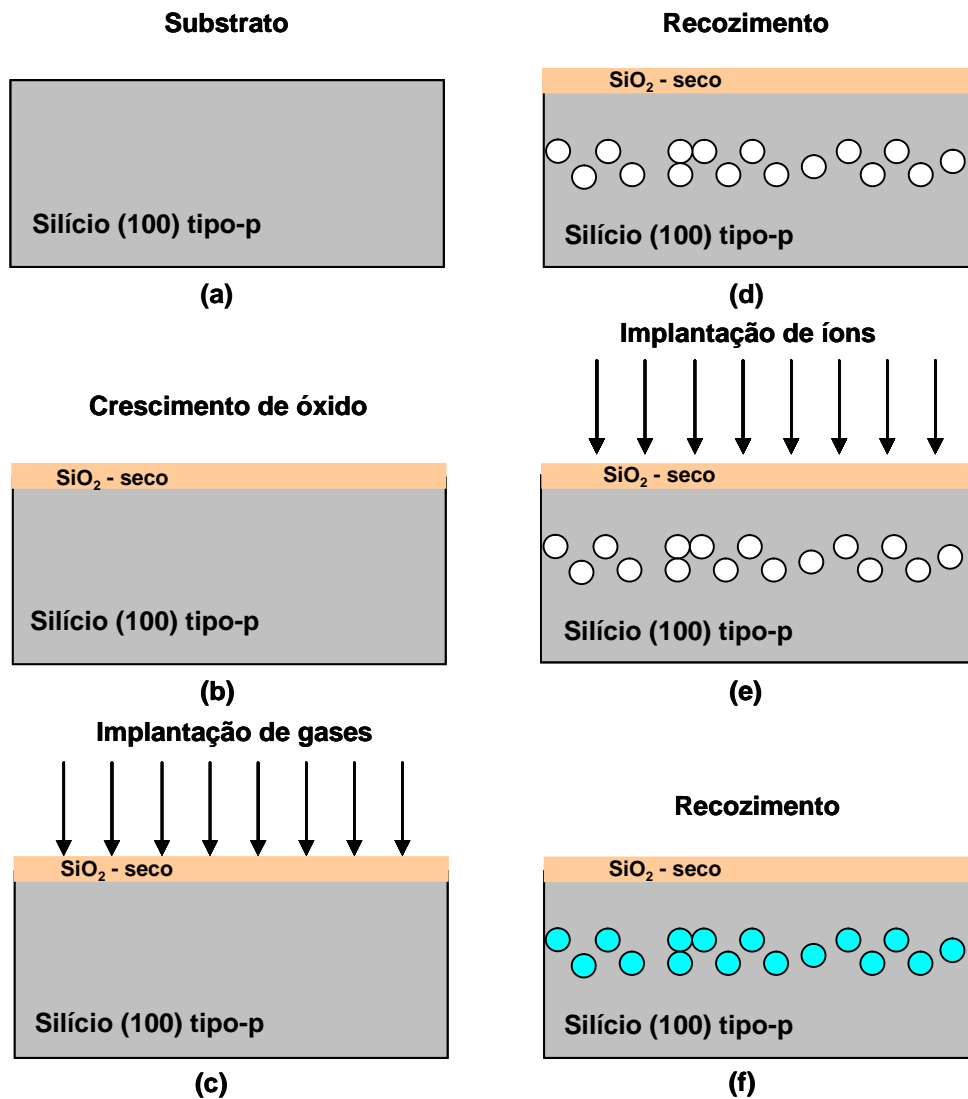 Substrato
Silício (100) tipo-p
(a)
Crescimento de óxido
SiO₂ - seco
Silício (100) tipo-p
(b)
Implantação de gases
SiO₂ - seco
Silício (100) tipo-p
(c)
Recozimento
SiO₂ - seco
Silício (100) tipo-p
(d)
Implantação de íons
SiO₂ - seco
Silício (100) tipo-p
(e)
Recozimento
SiO₂ - seco
Silício (100) tipo-p
(f)